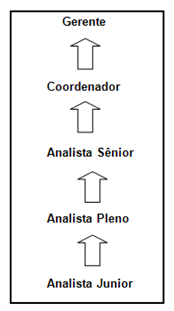 Gerente
Coordenador
Analista Sênior
Analista Pleno
Analista Junior